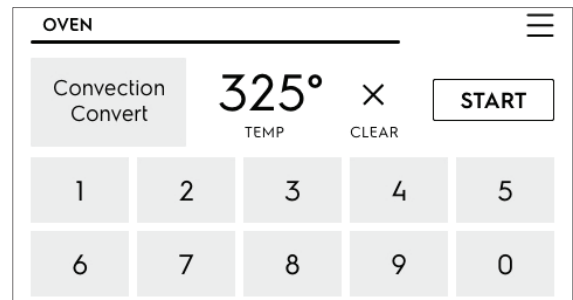 OVEN
Convection
Convert
325°
TEMP
×
CLEAR
START
1 2 3 4 5
6 7 8 9 0